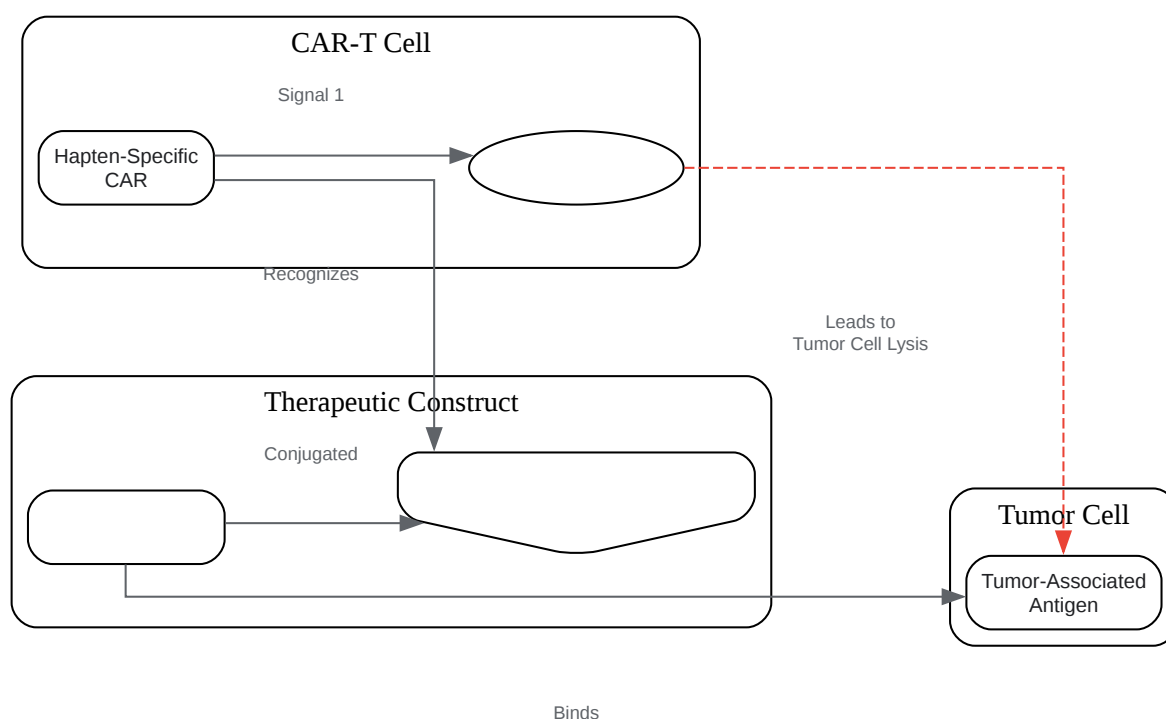 CAR-T Cell
Signal 1
Hapten-Specific
CAR
Recognizes
Leads to
Tumor Cell Lysis
Therapeutic Construct
Conjugated
Tumor Cell
Tumor-Associated
Antigen
Binds